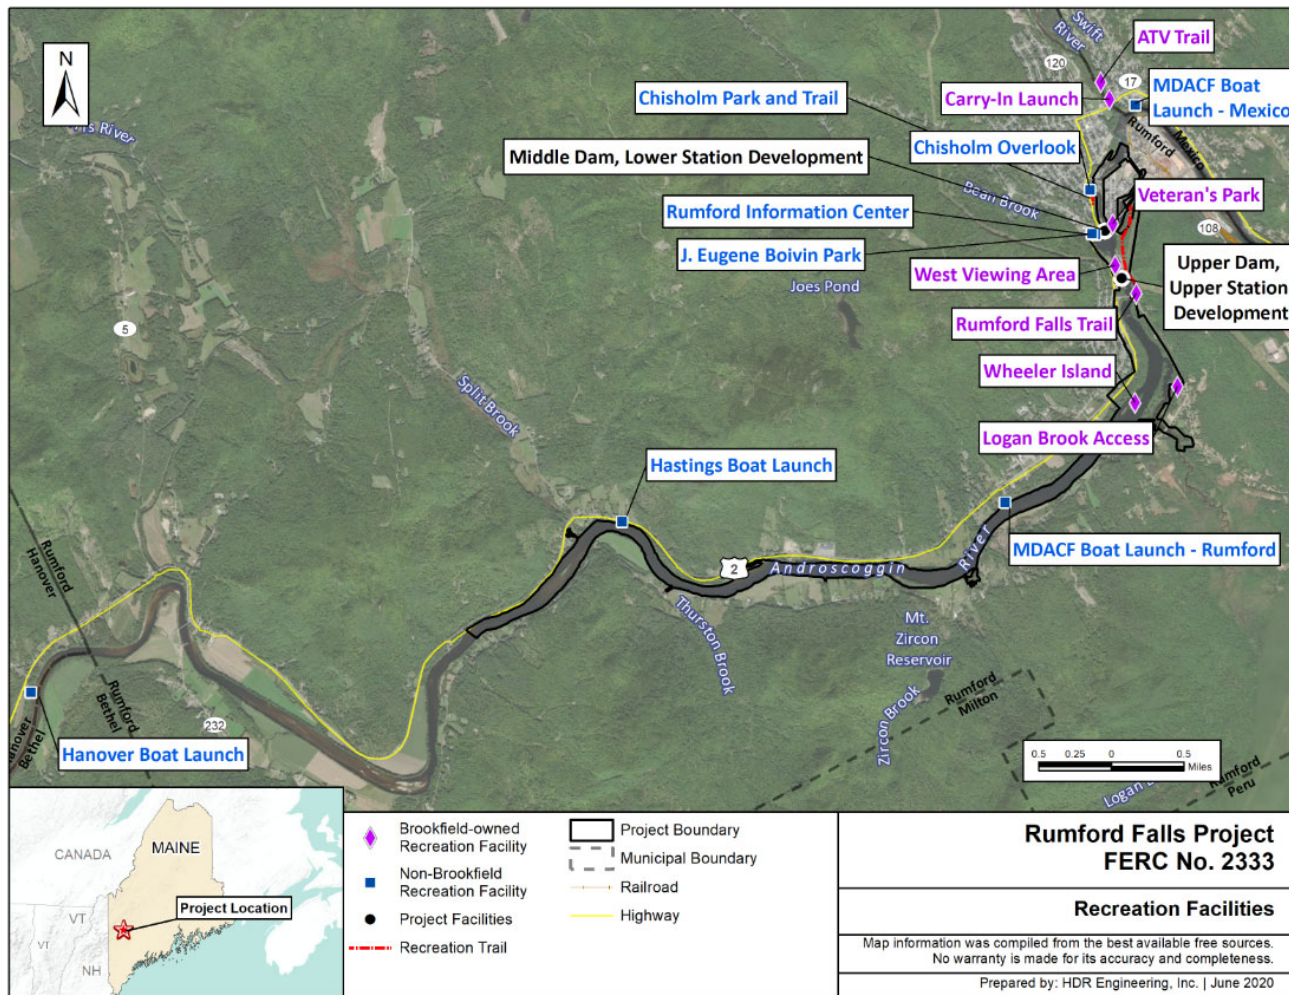 N
Swift
River
ATV Trail
120
17
MDACF Boat
Launch - Mexico
Chisholm Park and Trail
Carry-In Launch
Rumford
Mexico
Chisholm Overlook
Middle Dam, Lower Station Development
River
Bean Brook
Veteran's Park
Rumford Information Center
108
J. Eugene Boivin Park
West Viewing Area
Upper Dam,
Upper Station
Development
Joes Pond
Rumford Falls Trail
5
Wheeler Island
Split Brook
Logan Brook Access
Hastings Boat Launch
MDACF Boat Launch - Rumford
Rumford
Hanover
2
Androscoggin River
Thurston Brook
Mt.
Zircon
Reservoir
Zircon Brook
Rumford
Milton
Rumford
Bethel
232
Hanover
Bethel
Hanover Boat Launch
0.5 0.25 0 0.5
Miles
Logan
Rumford
Peru
CANADA
MAINE
VT
VT
NH
Project Location
Brookfield-owned
Recreation Facility
Non-Brookfield
Recreation Facility
Project Facilities
Recreation Trail
Project Boundary
Municipal Boundary
Railroad
Highway
Rumford Falls Project
FERC No. 2333
Recreation Facilities
Map information was compiled from the best available free sources.
No warranty is made for its accuracy and completeness.
Prepared by: HDR Engineering, Inc. | June 2020